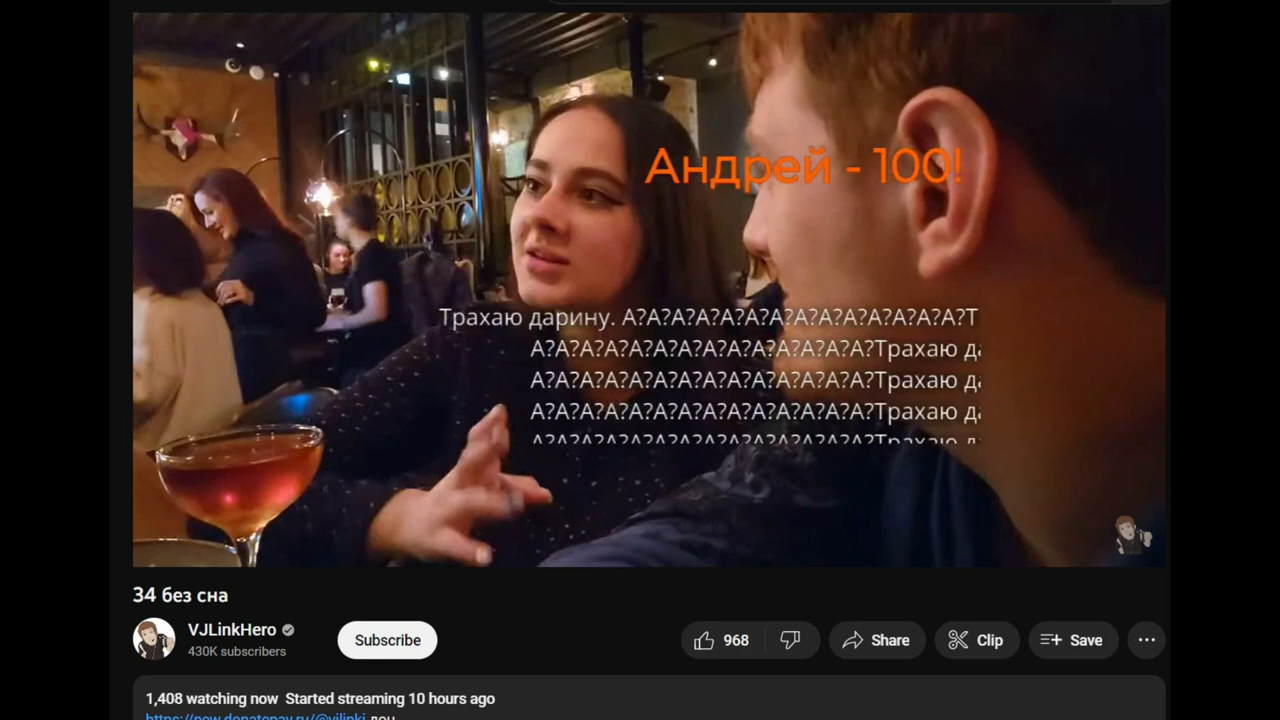 Андрей - 100!
Трахаю дарину. А?А?А?А?А?А?А?А?А?А?А?А?А?А?Т
А?А?А?А?А?А?А?А?А?А?А?А?А?А?Трахаю
А?А?А?А?А?А?А?А?А?А?А?А?А?А?Трахаю
А?А?А?А?А?А?А?А?А?А?А?А?А?А?Трахаю
А?А?А?А?А?А?А?А?А?А?А?А?А?А?Трахаю
34 без сна
VJLinkHero
430K subscribers
Subscribe
968
Share
Clip
Save
1,408 watching now Started streaming 10 hours ago